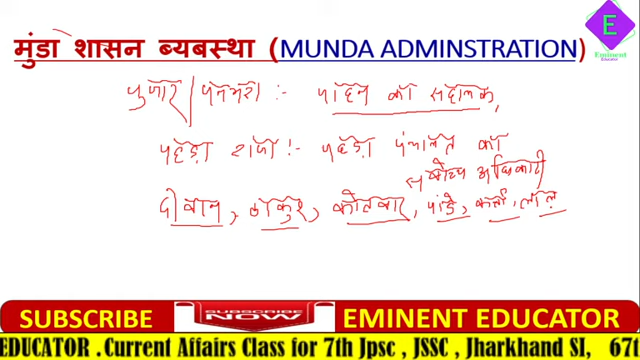 E
Eminent
Educator
मुंडा शासन ब्यबस्था (MUNDA ADMINSTRATION)
पुजार/पनभरा :- पाहन का सहायक,
पड़हा राजा :- पड़हा पंचायत का
सर्वोच्च अधिकारी
दीवान, ठाकुर, कोतवार, पांडे, कर्ता, लाल
SUBSCRIBE SUBSCRIBE NOW EMINENT EDUCATOR
EDUCATOR . Current Affairs Class for 7th Jpsc , JSSC , Jharkhand SI, 67